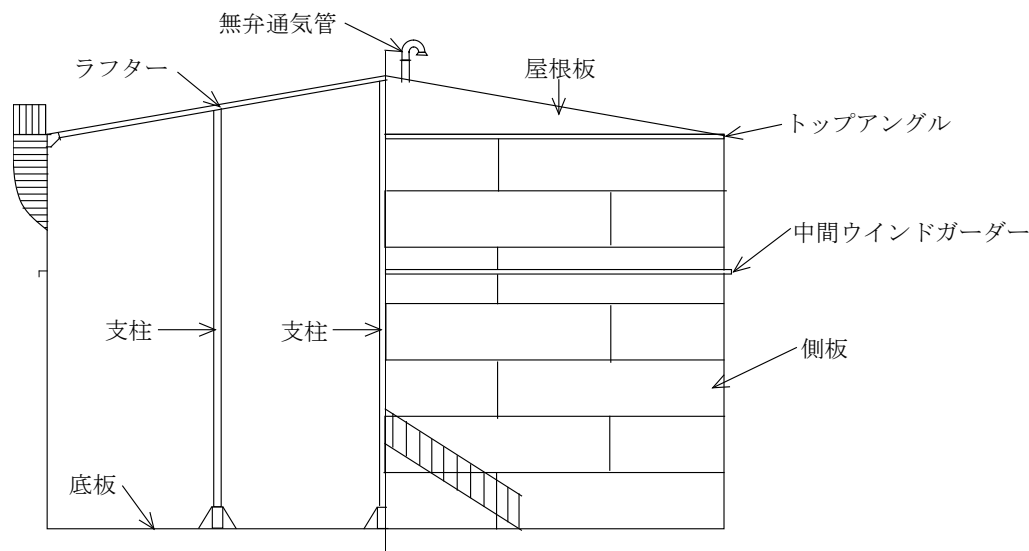 無弁通気管
ラフター
屋根板
トップアングル
中間ウインドガーダー
支柱
支柱
側板
底板